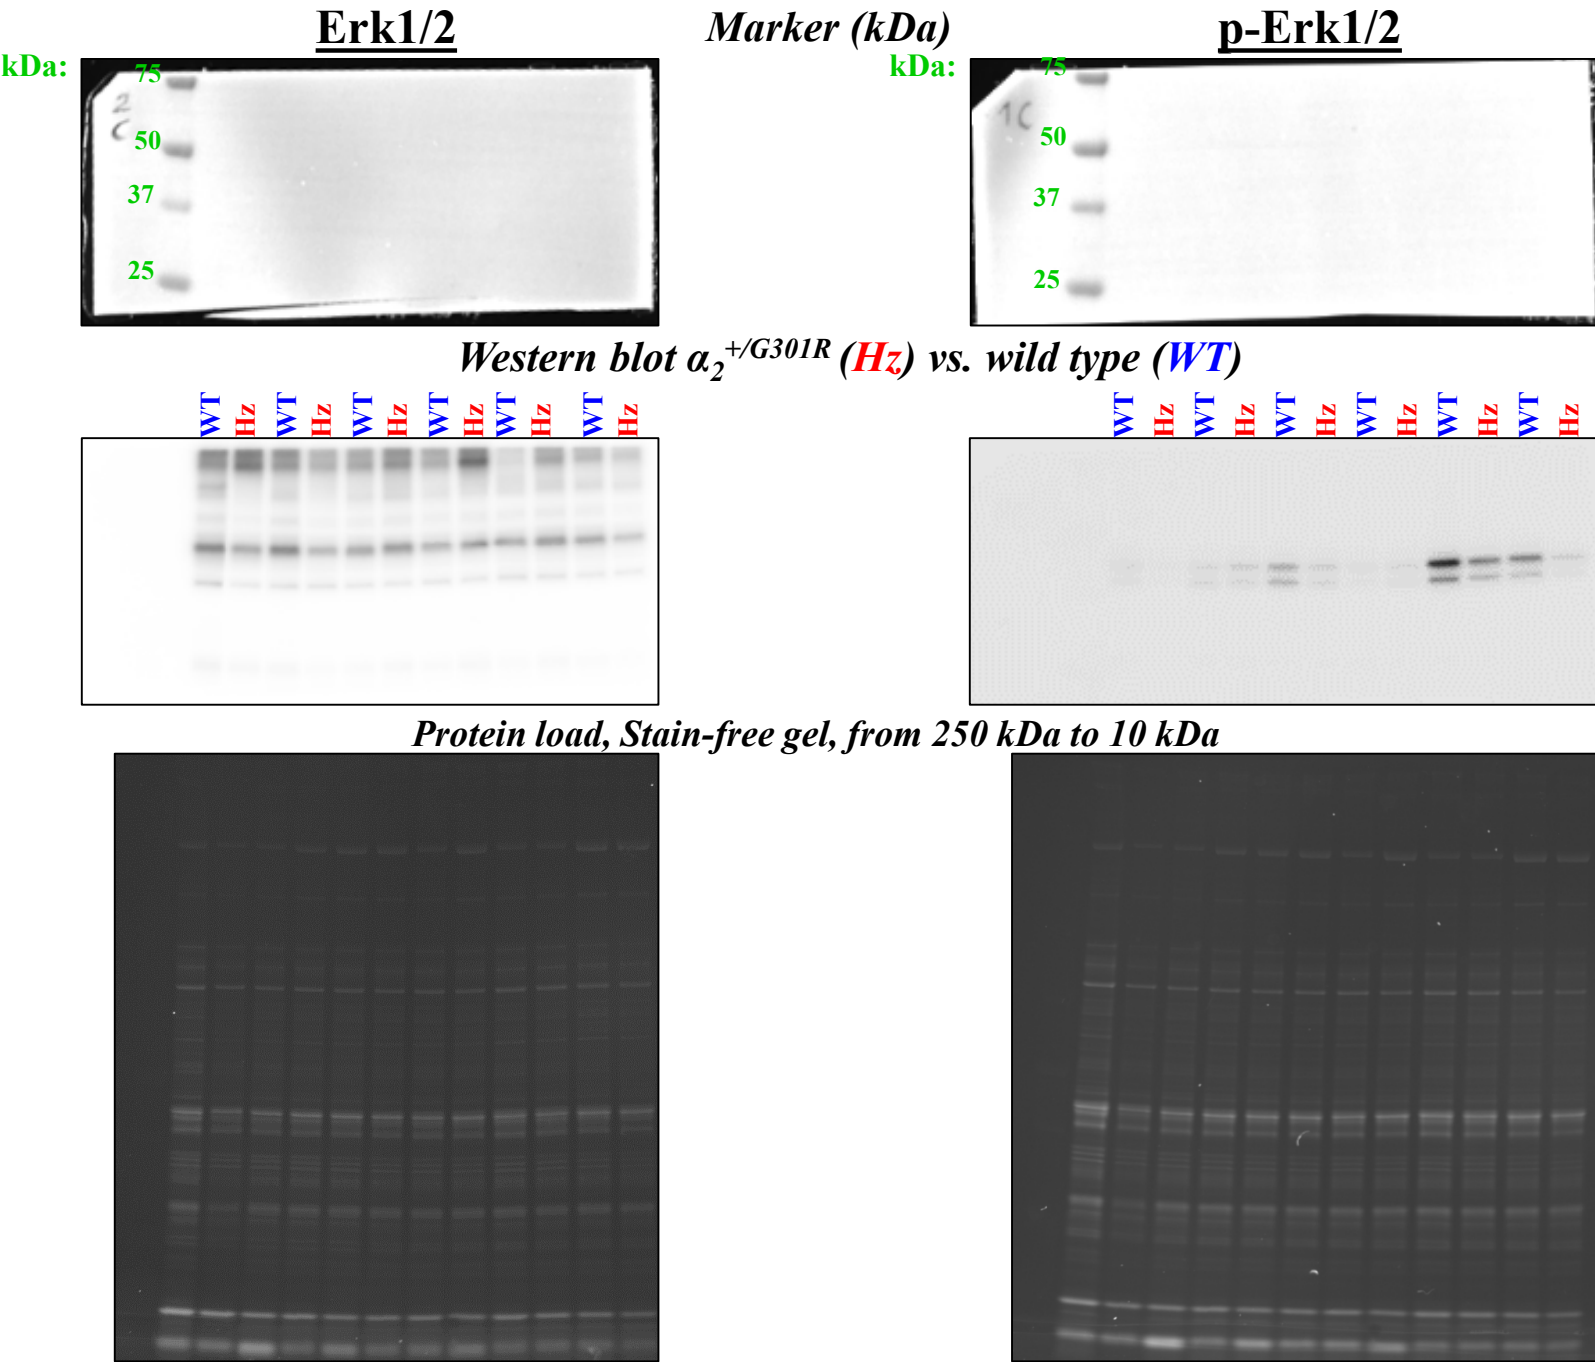 Erk1/2 Marker (kDa) p-Erk1/2
kDa: 75 kDa: 75
2 1C
C
50 50
37 37
25 25
Western blot α₂+/G301R (Hz) vs. wild type (WT)
WT Hz WT Hz WT Hz WT Hz WT Hz WT Hz WT Hz WT Hz WT Hz WT Hz WT Hz WT Hz
Protein load, Stain-free gel, from 250 kDa to 10 kDa